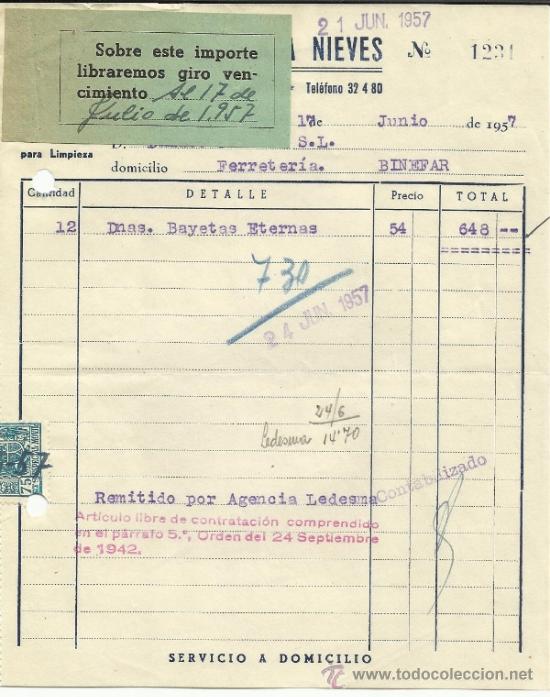 21 JUN. 1957
Sobre este importe
libraremos giro ven-
cimiento al 17 de
Julio de 1.957
NIEVES
Nº 1231
Teléfono 32 4 80
17 de Junio de 1957
D. S.L.
para Limpieza
domicilio Ferretería. BINEFAR
Cantidad DETALLE Precio TOTAL
12 Dnas. Bayetas Eternas 54 648 --
=========
730
24 JUN. 1957
24/6
Ledesma 14'70
Contabilizado
75
Remitido por Agencia Ledesma
Artículo libre de contratación comprendido
en el párrafo 5.º, Orden del 24 Septiembre
de 1942.
SERVICIO A DOMICILIO
www.todocoleccion.net